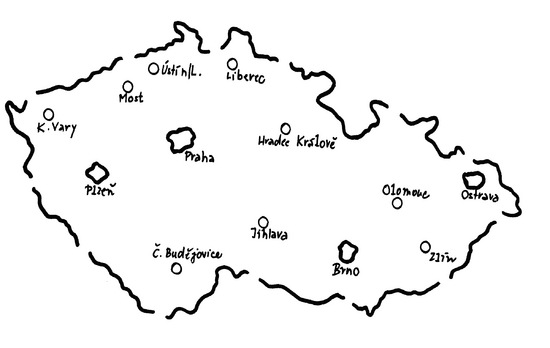 Ústí n/L.
Liberec
Most
K. Vary
Hradec Králové
Praha
Plzeň
Olomouc
Ostrava
Jihlava
Č. Budějovice
Zlín
Brno